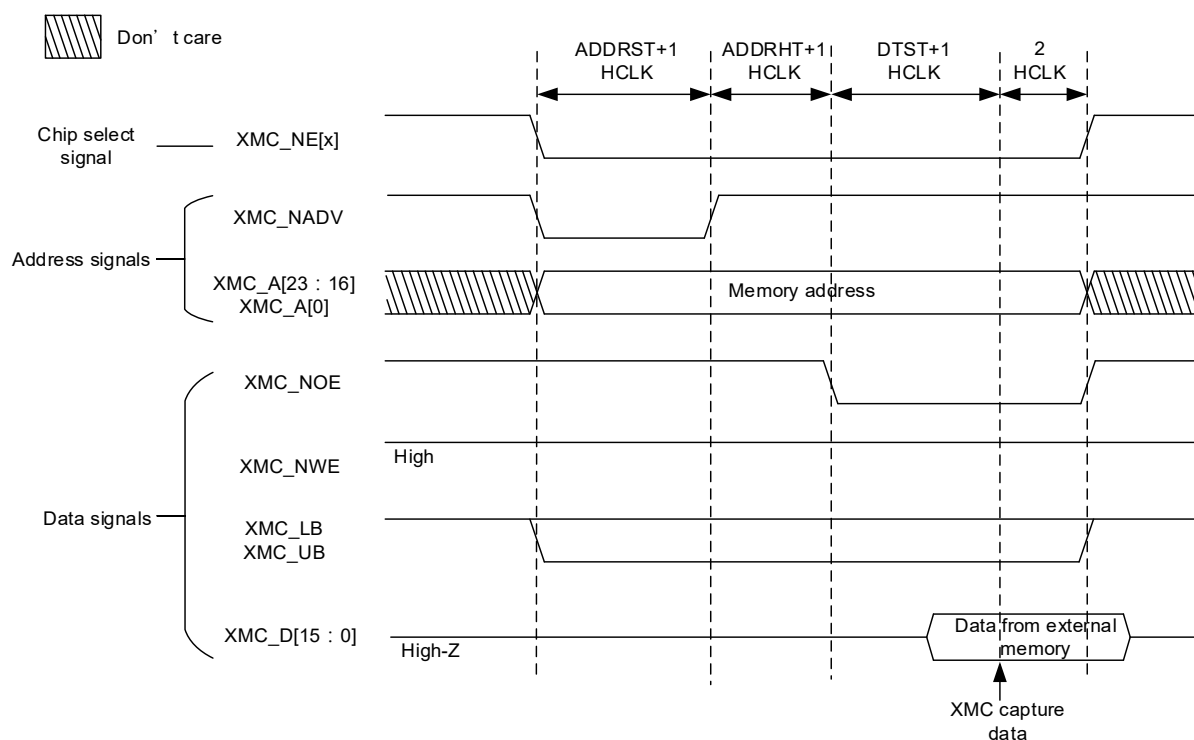 Don’t care
ADDRST+1
HCLK
ADDRHT+1
HCLK
DTST+1
HCLK
2
HCLK
Chip select
signal
XMC_NE[x]
Address signals
XMC_NADV
XMC_A[23 : 16]
XMC_A[0]
Memory address
Data signals
XMC_NOE
XMC_NWE
High
XMC_LB
XMC_UB
XMC_D[15 : 0]
High-Z
Data from external
memory
XMC capture
data